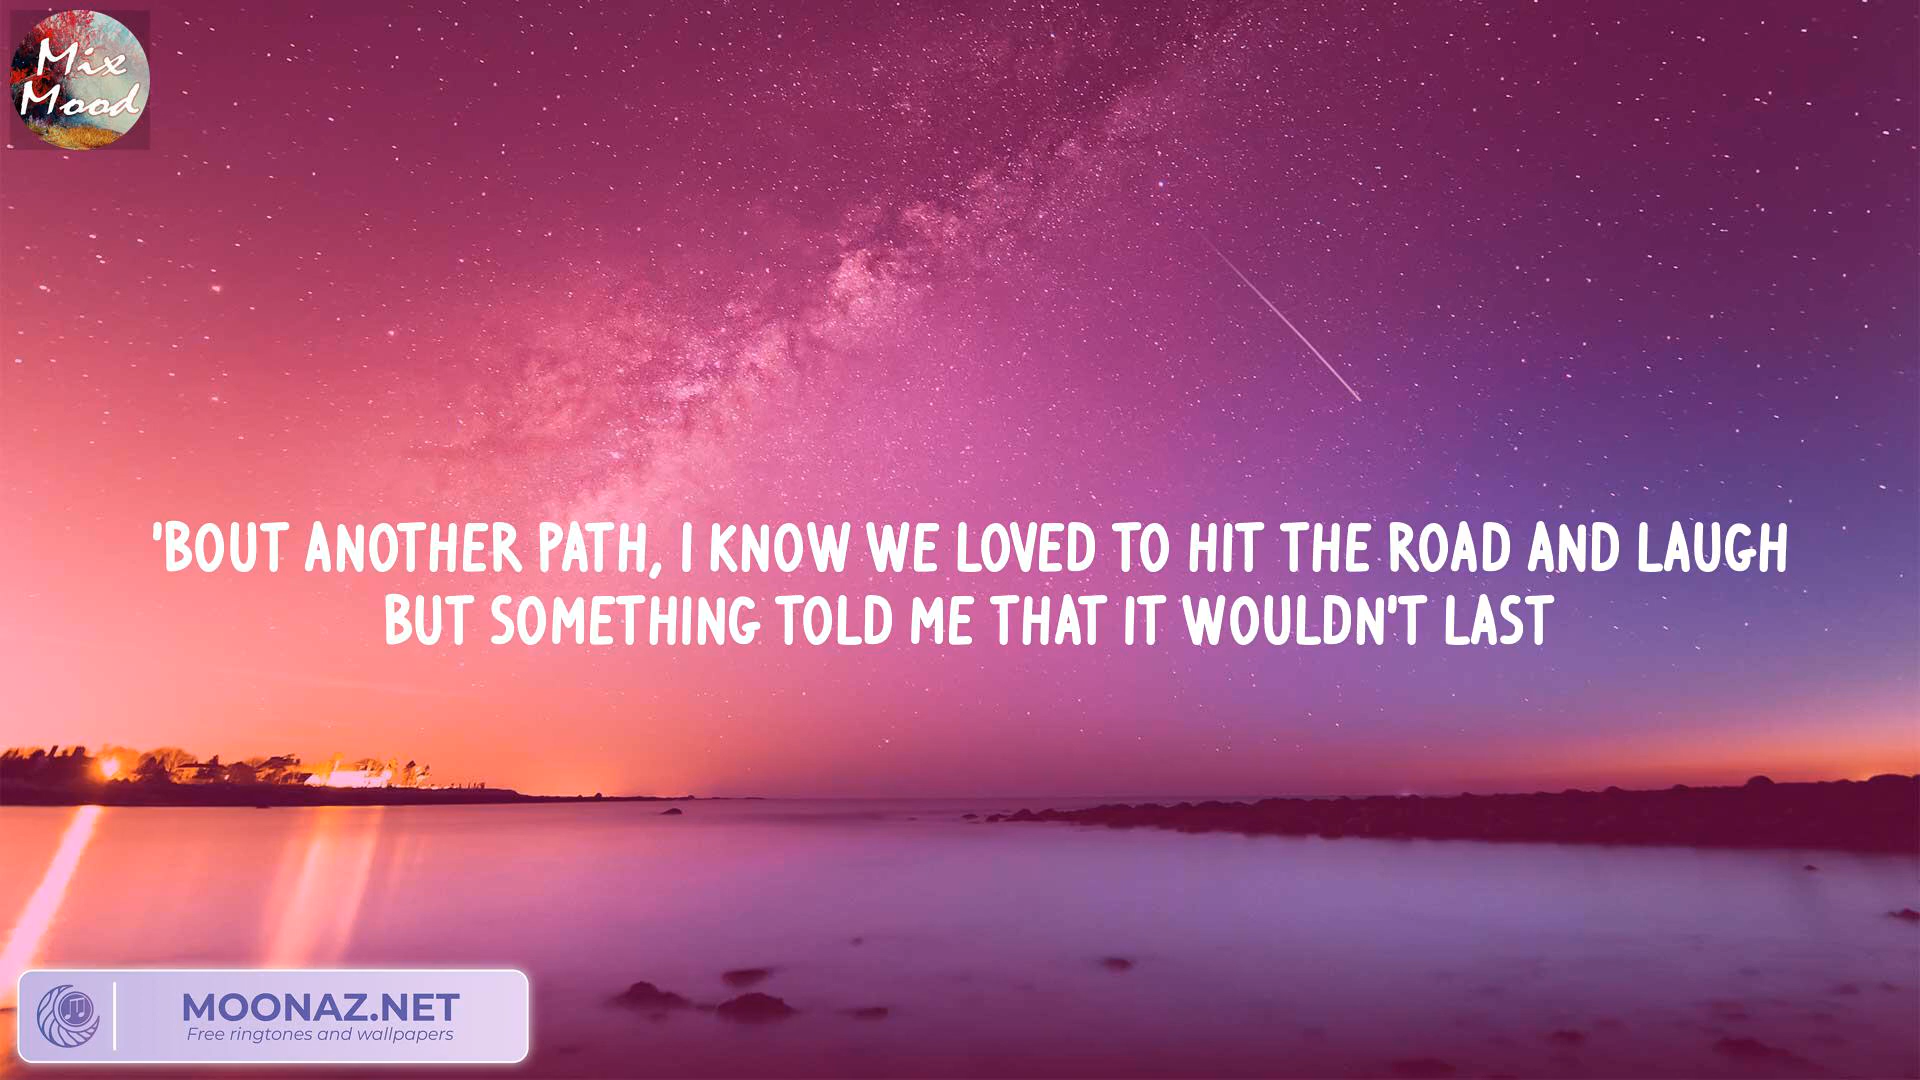 Mix
Mood
'BOUT ANOTHER PATH, I KNOW WE LOVED TO HIT THE ROAD AND LAUGH
BUT SOMETHING TOLD ME THAT IT WOULDN'T LAST
MOONAZ.NET
Free ringtones and wallpapers